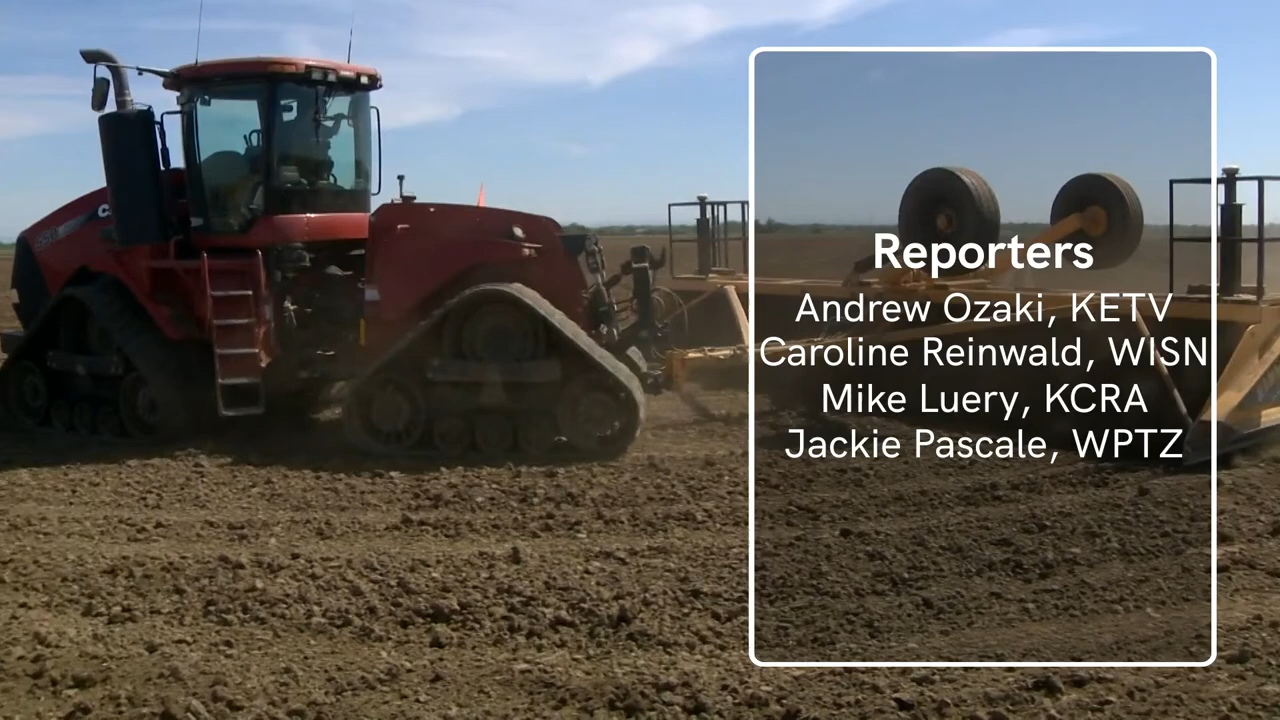 Reporters
Andrew Ozaki, KETV
Caroline Reinwald, WISN
Mike Luery, KCRA
Jackie Pascale, WPTZ